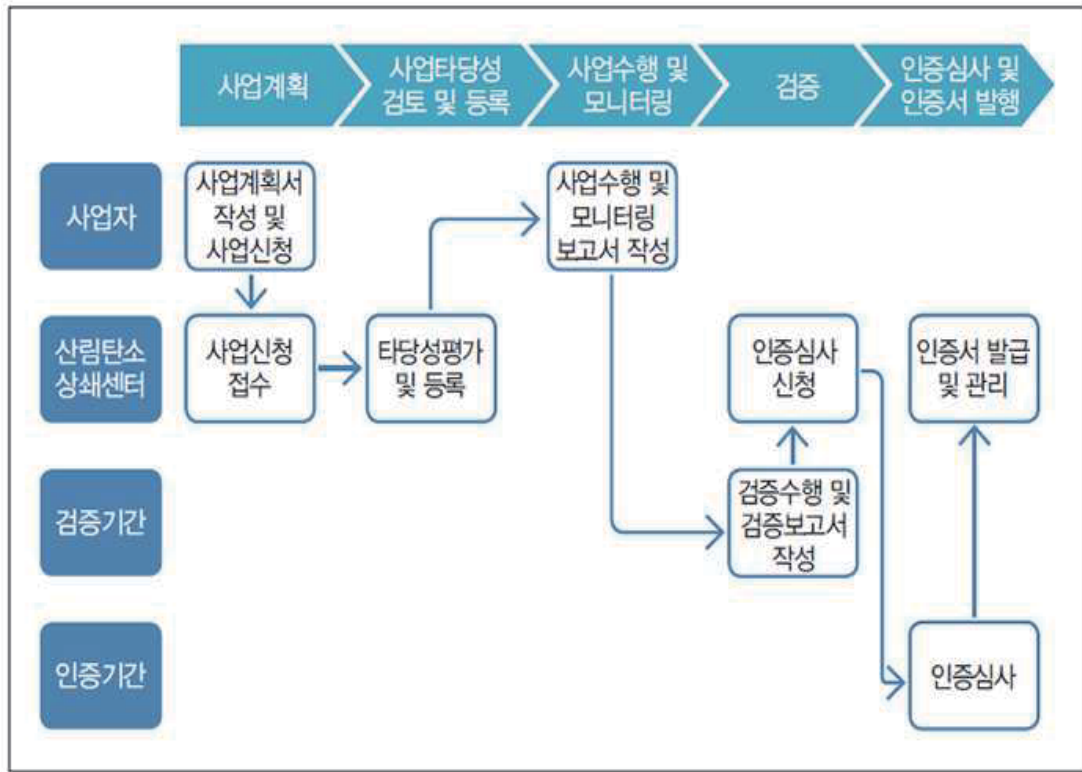 사업계획
사업타당성
검토 및 등록
사업수행 및
모니터링
검증
인증심사 및
인증서 발행
사업자
사업계획서
작성 및
사업신청
사업수행 및
모니터링
보고서 작성
산림탄소
상쇄센터
사업신청
접수
타당성평가
및 등록
인증심사
신청
인증서 발급
및 관리
검증기간
검증수행 및
검증보고서
작성
인증기간
인증심사